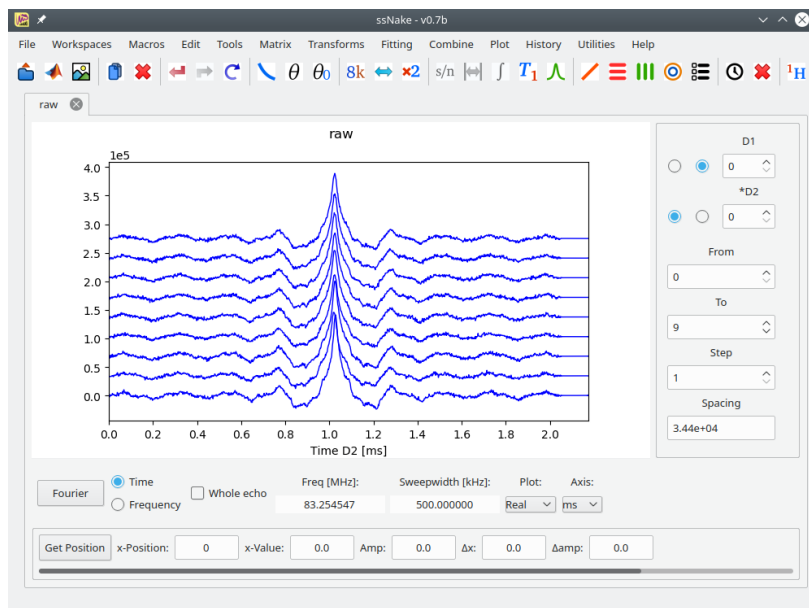 ssNake - v0.7b
File Workspaces Macros Edit Tools Matrix Transforms Fitting Combine Plot History Utilities Help
θ θ0 8k ×2 s/n ∫ T1 1H
raw
raw
1e5
4.0
3.5
3.0
2.5
2.0
1.5
1.0
0.5
0.0
0.0 0.2 0.4 0.6 0.8 1.0 1.2 1.4 1.6 1.8 2.0
Time D2 [ms]
D1
0
*D2
0
From
0
To
9
Step
1
Spacing
3.44e+04
Fourier
Time
Frequency
Whole echo
Freq [MHz]: Sweepwidth [kHz]: Plot: Axis:
83.254547 500.000000 Real ms
Get Position x-Position: 0 x-Value: 0.0 Amp: 0.0 Δx: 0.0 Δamp: 0.0